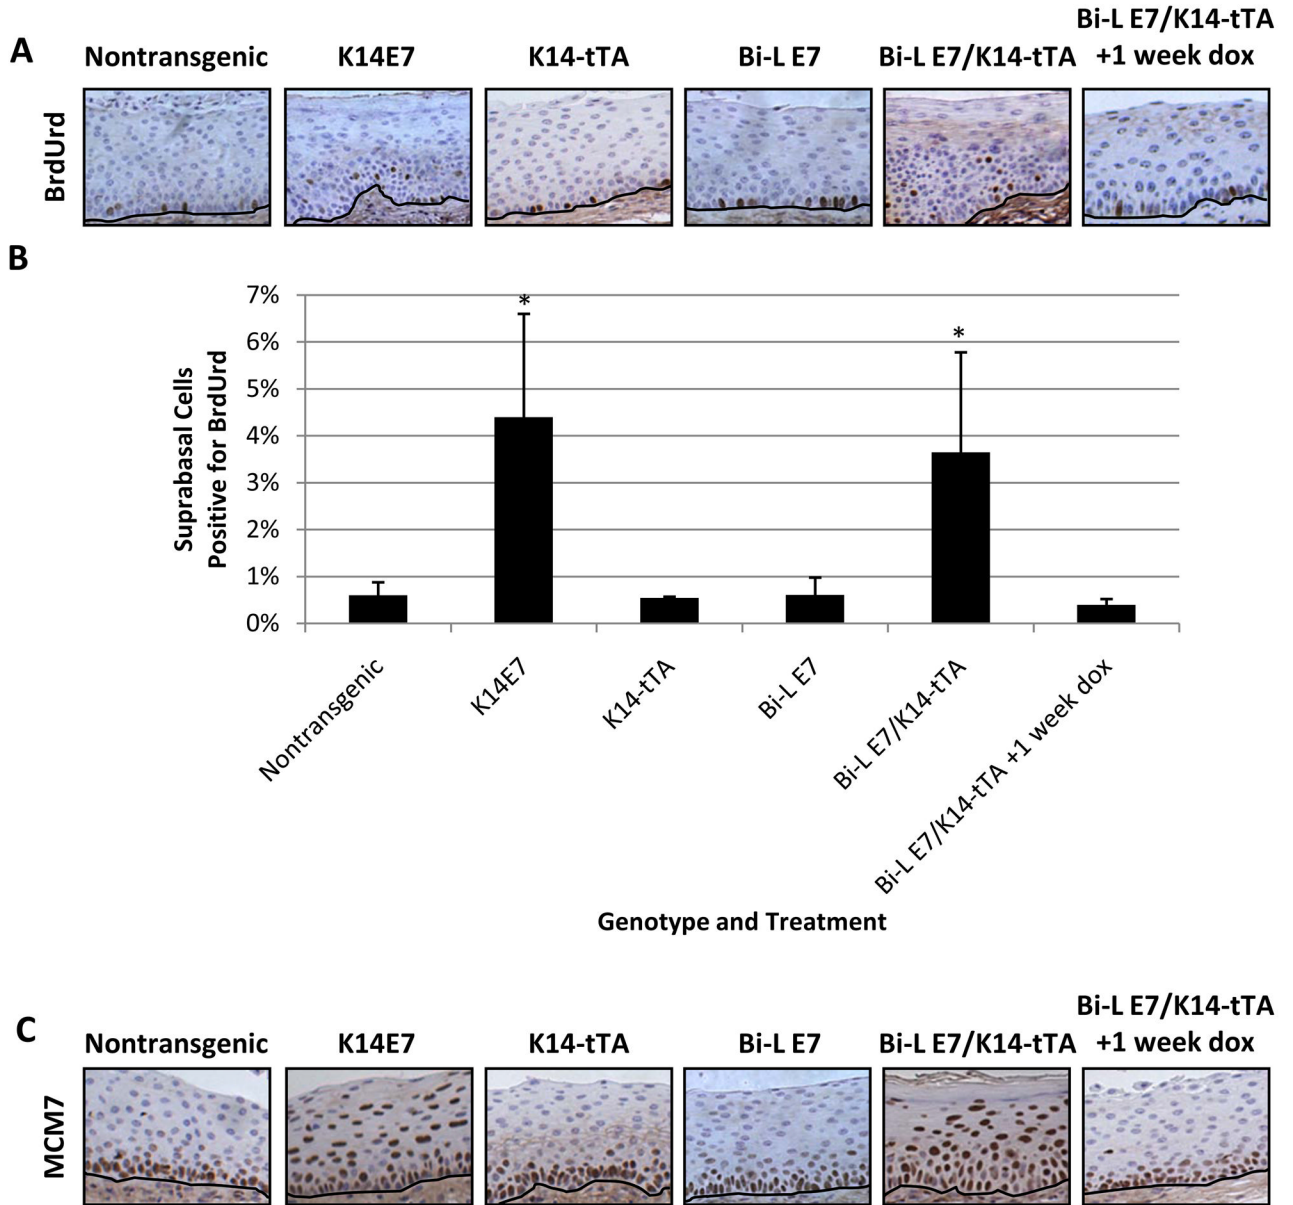 A
Nontransgenic
K14E7
K14-tTA
Bi-L E7
Bi-L E7/K14-tTA
Bi-L E7/K14-tTA
+1 week dox
BrdUrd
B
Suprabasal Cells
Positive for BrdUrd
7%
6%
5%
4%
3%
2%
1%
0%
*
*
Nontransgenic
K14E7
K14-tTA
Bi-L E7
Bi-L E7/K14-tTA
Bi-L E7/K14-tTA +1 week dox
Genotype and Treatment
C
Nontransgenic
K14E7
K14-tTA
Bi-L E7
Bi-L E7/K14-tTA
Bi-L E7/K14-tTA
+1 week dox
MCM7